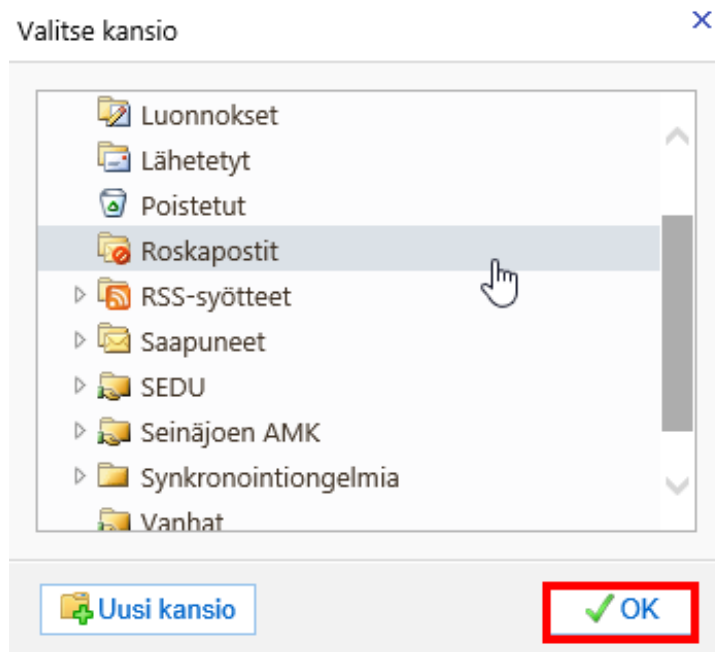 Valitse kansio
Luonnokset
Lähetetyt
Poistetut
Roskapostit
RSS-syötteet
Saapuneet
SEDU
Seinäjoen AMK
Synkronointiongelmia
Vanhat
Uusi kansio
OK